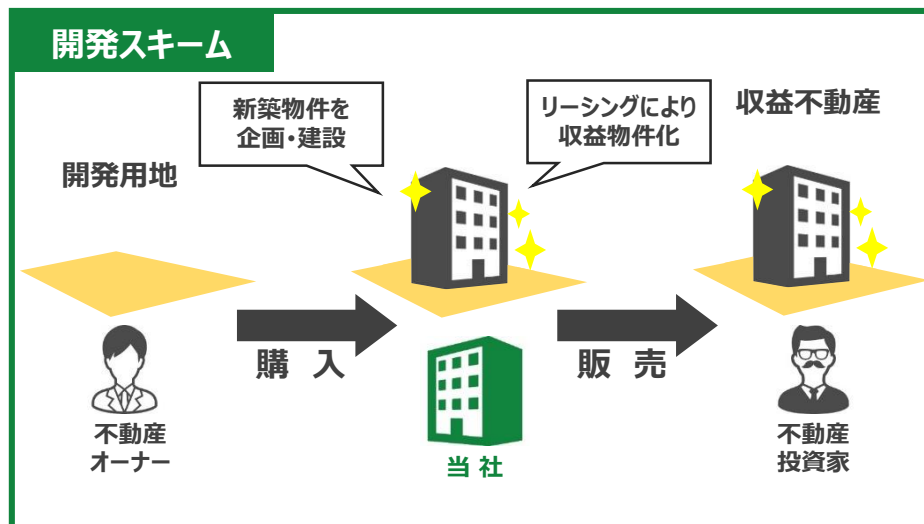 開発スキーム
新築物件を
企画・建設
リーシングにより
収益物件化
収益不動産
開発用地
購 入
販 売
不動産
オーナー
当 社
不動産
投資家